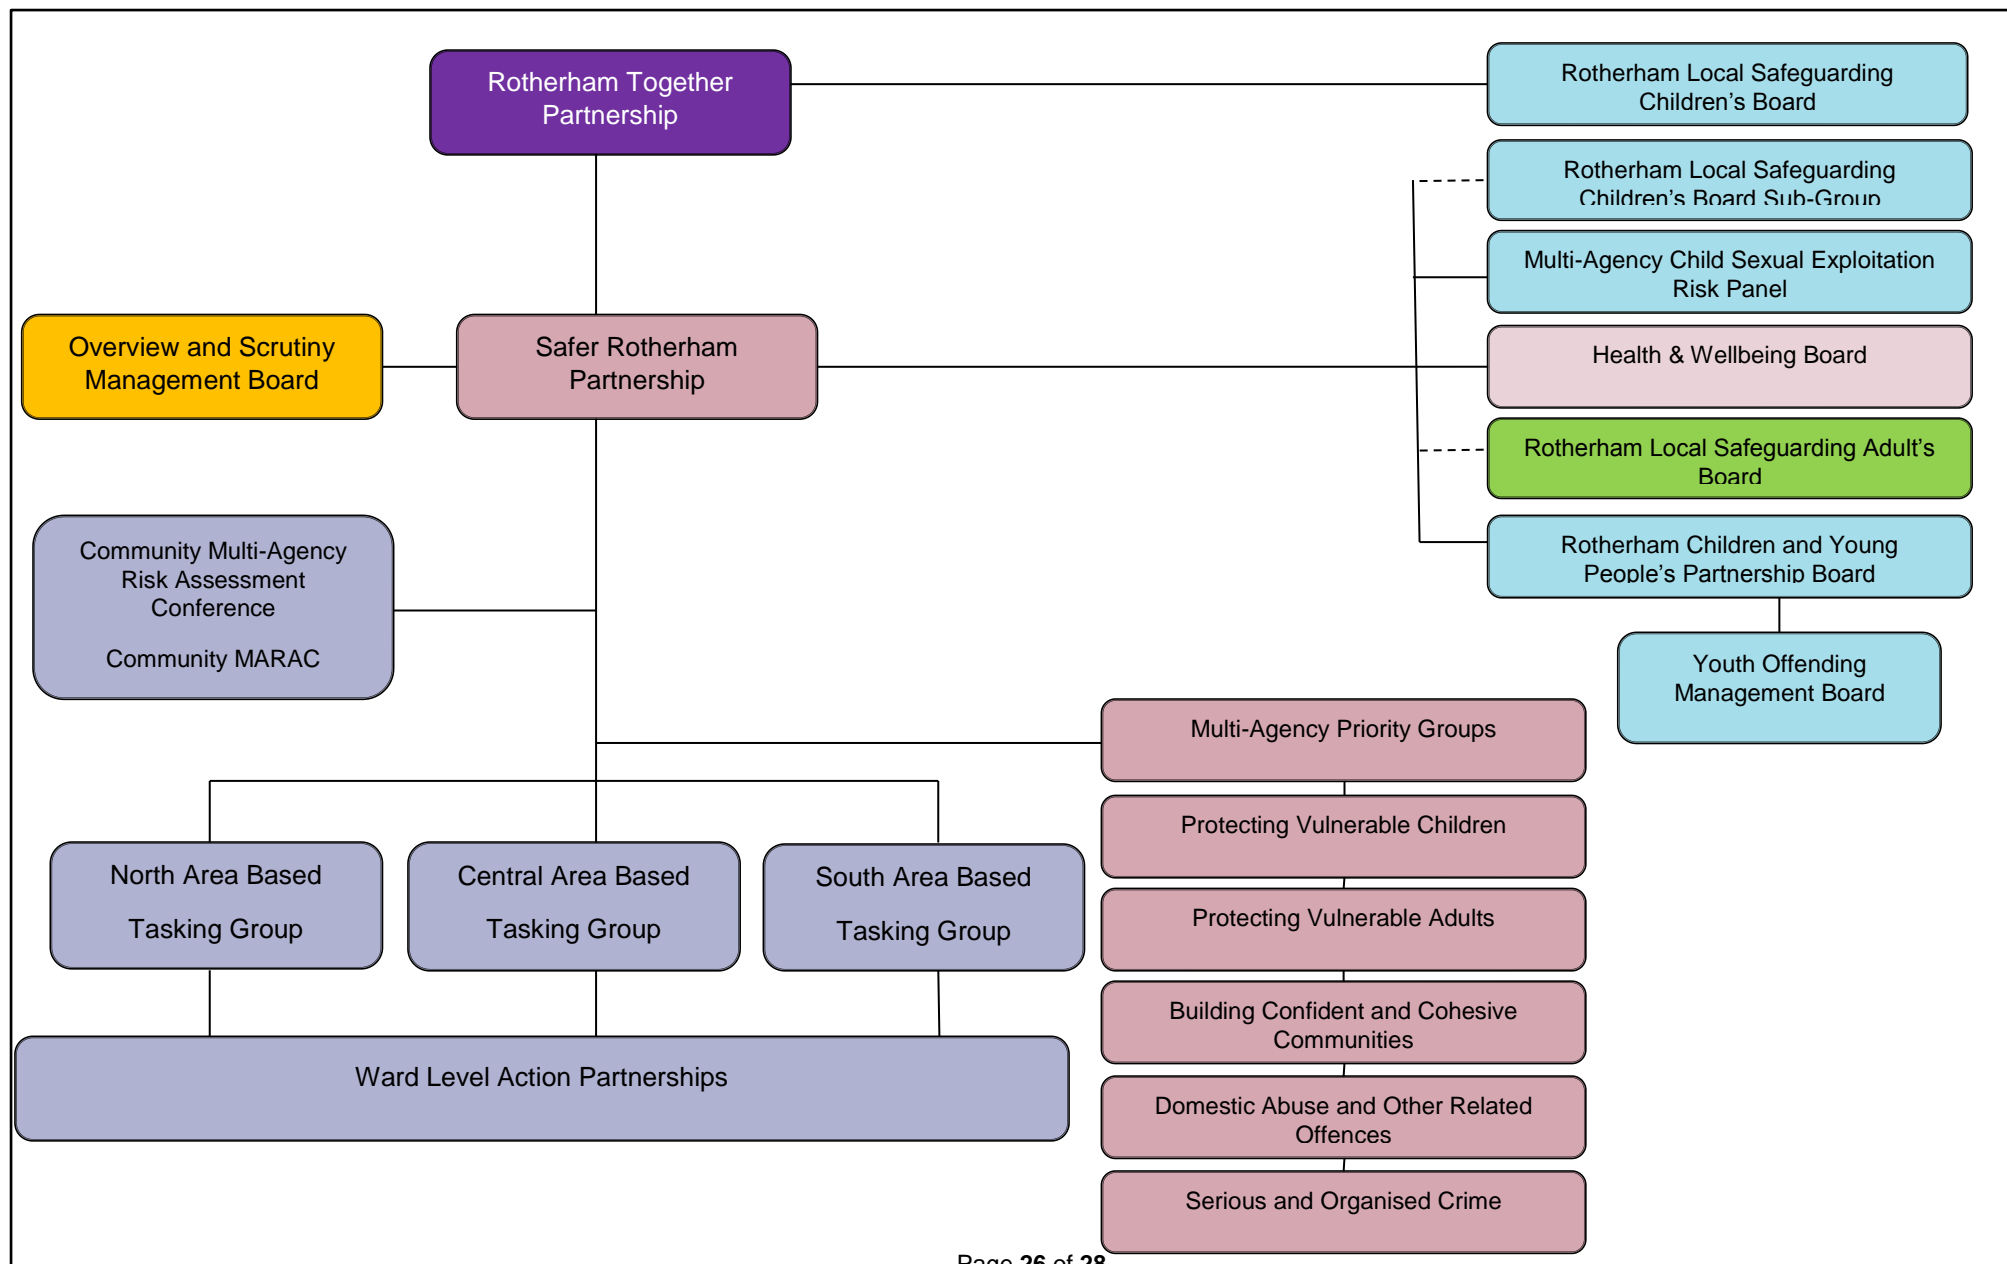 Rotherham Together
Partnership
Rotherham Local Safeguarding
Children’s Board
Rotherham Local Safeguarding
Children’s Board Sub-Group
Multi-Agency Child Sexual Exploitation
Risk Panel
Overview and Scrutiny
Management Board
Safer Rotherham
Partnership
Health & Wellbeing Board
Rotherham Local Safeguarding Adult’s
Board
Community Multi-Agency
Risk Assessment
Conference
Community MARAC
Rotherham Children and Young
People’s Partnership Board
Youth Offending
Management Board
Multi-Agency Priority Groups
Protecting Vulnerable Children
North Area Based
Tasking Group
Central Area Based
Tasking Group
South Area Based
Tasking Group
Protecting Vulnerable Adults
Building Confident and Cohesive
Communities
Ward Level Action Partnerships
Domestic Abuse and Other Related
Offences
Serious and Organised Crime
Page 26 of 28